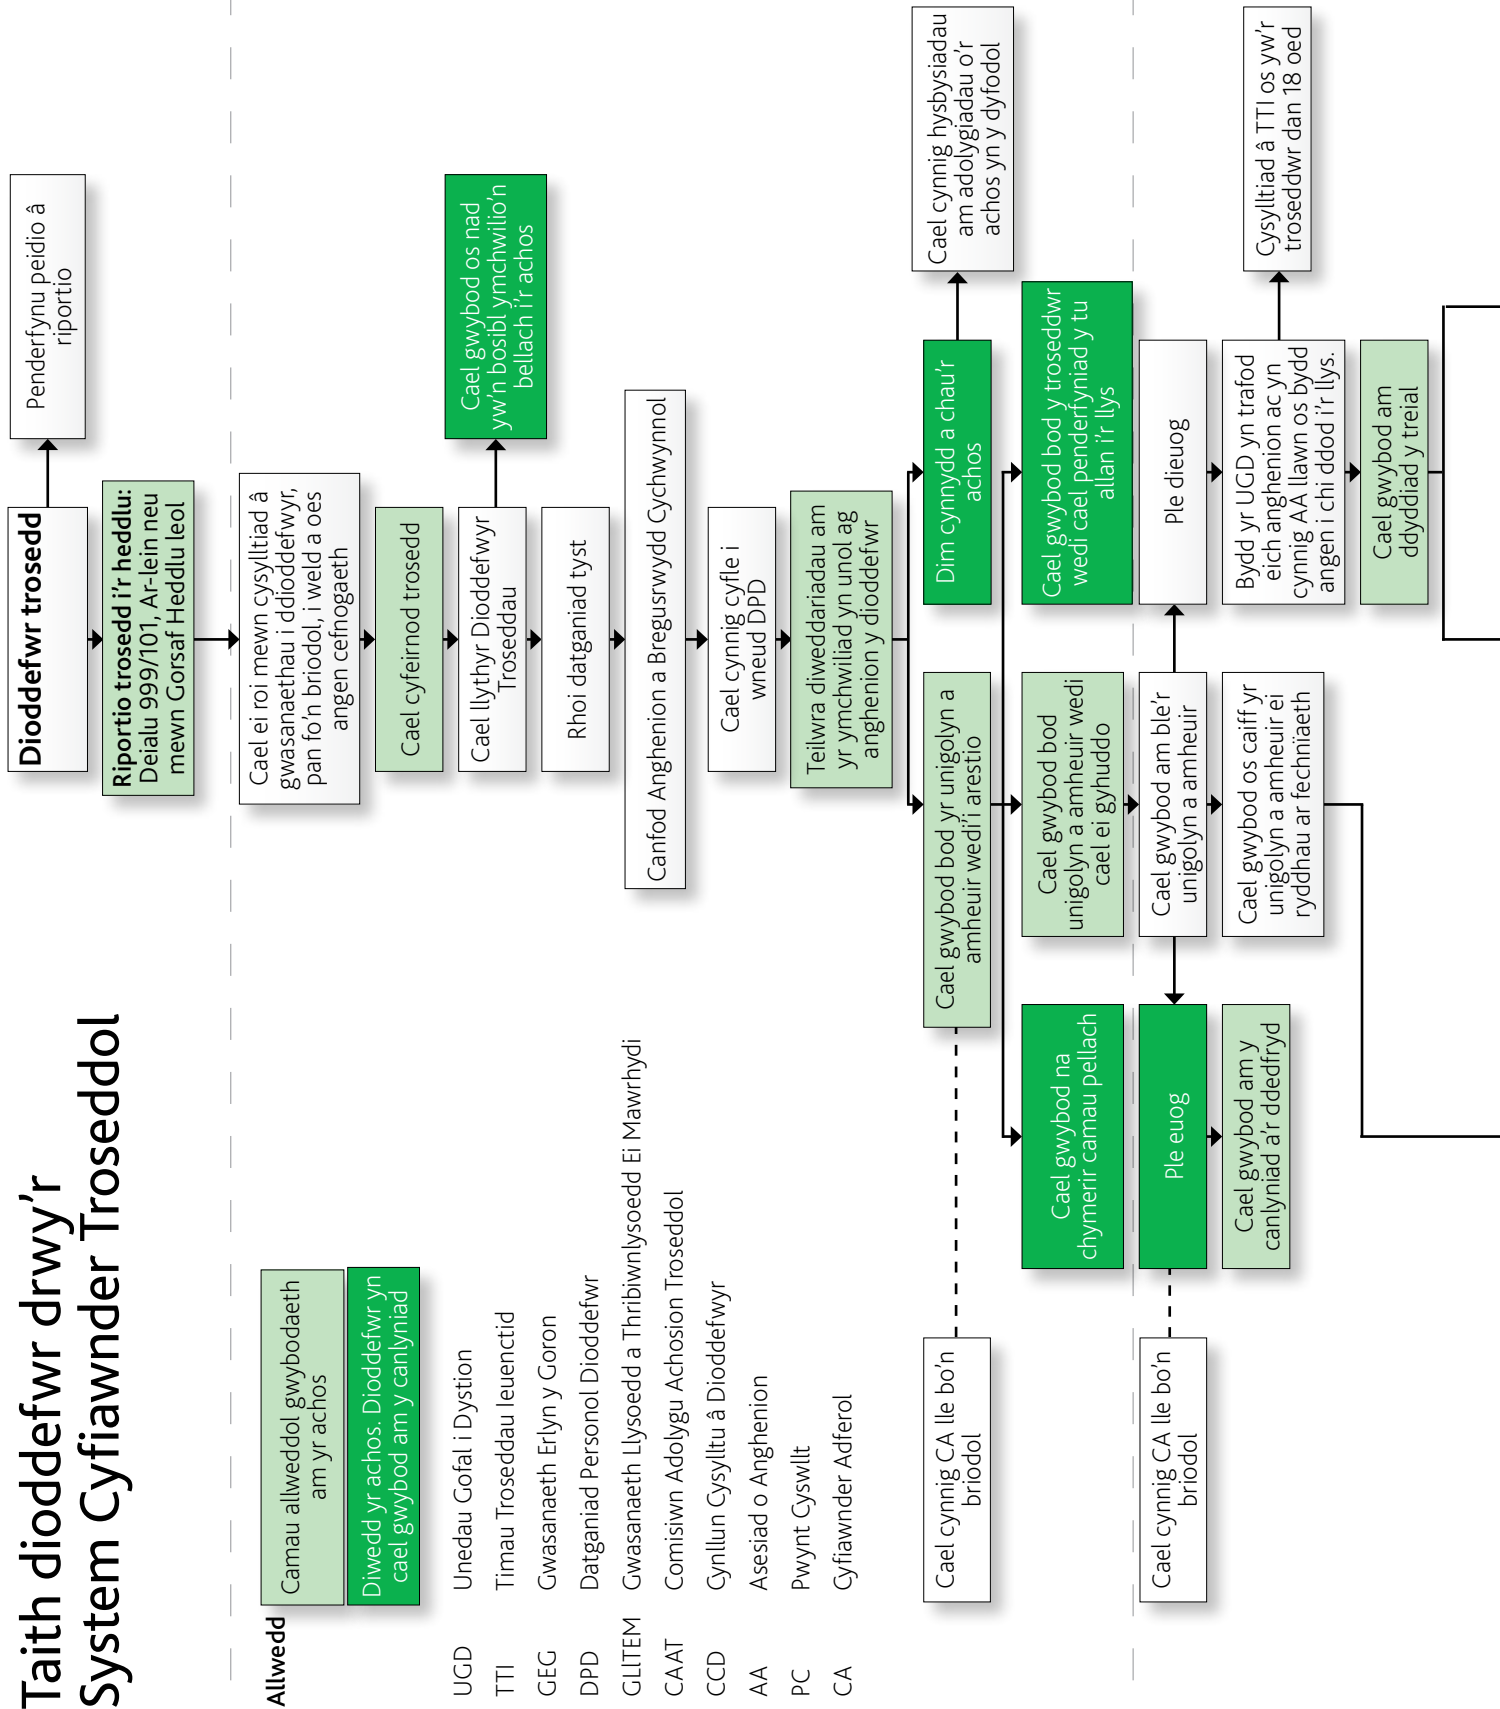 Taith dioddefwr drwy’r
System Cyfiawnder Troseddol
Dioddefwr trosedd
Penderfynu peidio â
riportio
Riportio trosedd i’r heddlu:
Deialu 999/101, Ar-lein neu
mewn Gorsaf Heddlu leol
Allwedd
Camau allweddol gwybodaeth
am yr achos
Diwedd yr achos. Dioddefwr yn
cael gwybod am y canlyniad
UGD Unedau Gofal i Dystion
TTI Timau Troseddau Ieuenctid
GEG Gwasanaeth Erlyn y Goron
DPD Datganiad Personol Dioddefwr
GLlTEM Gwasanaeth Llysoedd a Thribiwnlysoedd Ei Mawrhydi
CAAT Comisiwn Adolygu Achosion Troseddol
CCD Cynllun Cysylltu â Dioddefwyr
AA Asesiad o Anghenion
PC Pwynt Cyswllt
CA Cyfiawnder Adferol
Cael ei roi mewn cysylltiad â
gwasanaethau i ddioddefwyr,
pan fo’n briodol, i weld a oes
angen cefnogaeth
Cael cyfeirnod trosedd
Cael llythyr Dioddefwyr
Troseddau
Cael gwybod os nad
yw’n bosibl ymchwilio’n
bellach i’r achos
Rhoi datganiad tyst
Canfod Anghenion a Bregusrwydd Cychwynnol
Cael cynnig cyfle i
wneud DPD
Teilwra diweddariadau am
yr ymchwiliad yn unol ag
anghenion y dioddefwr
Cael cynnig CA lle bo’n
briodol
Cael gwybod bod yr unigolyn a
amheuir wedi’i arestio
Dim cynnydd a chau’r
achos
Cael cynnig hysbysiadau
am adolygiadau o’r
achos yn y dyfodol
Cael gwybod na
chymerir camau pellach
Cael gwybod bod
unigolyn a amheuir wedi
cael ei gyhuddo
Cael gwybod bod y troseddwr
wedi cael penderfyniad y tu
allan i’r llys
Cael cynnig CA lle bo’n
briodol
Ple euog
Cael gwybod am ble’r
unigolyn a amheuir
Ple dieuog
Cael gwybod am y
canlyniad a’r ddedfryd
Cael gwybod os caiff yr
unigolyn a amheuir ei
ryddhau ar fechnïaeth
Bydd yr UGD yn trafod
eich anghenion ac yn
cynnig AA llawn os bydd
angen i chi ddod i’r llys.
Cysylltiad â TTI os yw’r
troseddwr dan 18 oed
Cael gwybod am
ddyddiad y treial